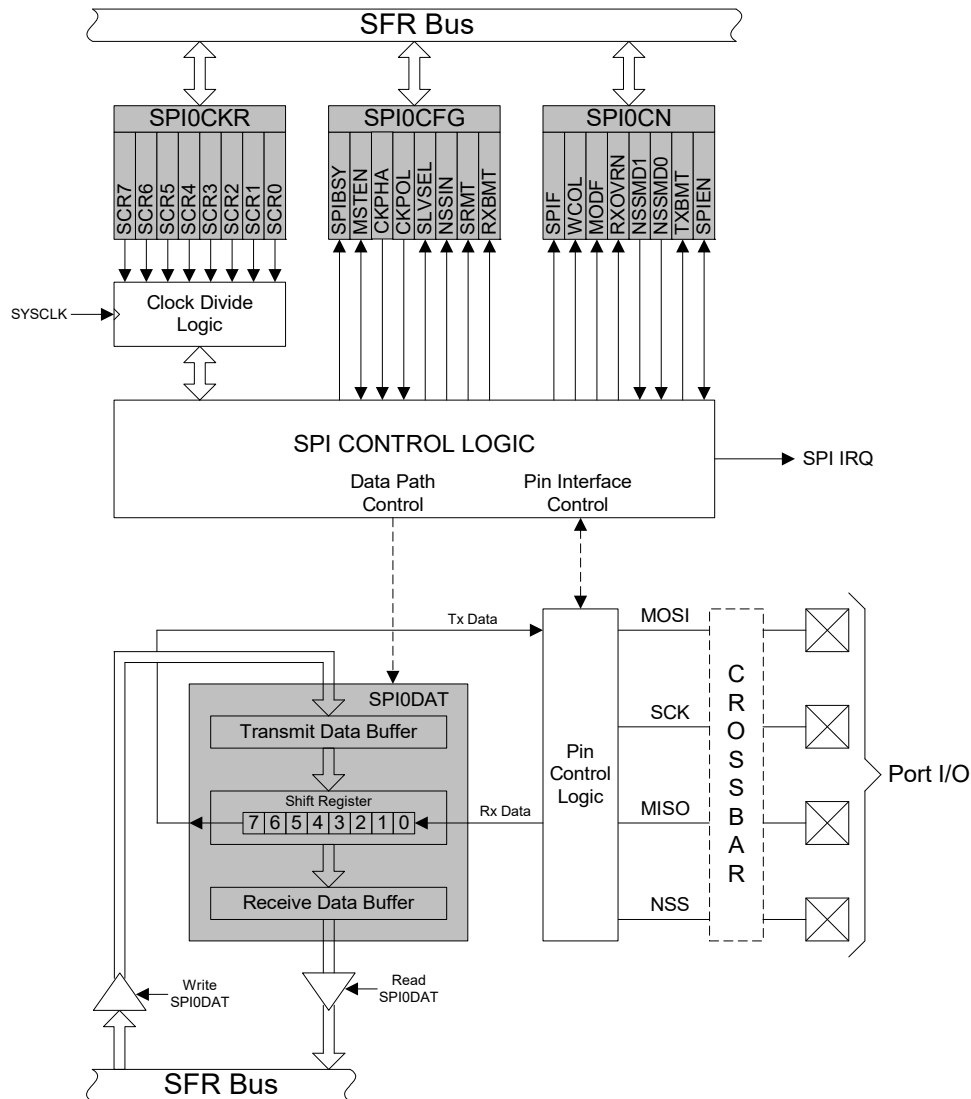 SFR Bus
SPI0CKR
SPI0CFG
SPI0CN
SCR7
SCR6
SCR5
SCR4
SCR3
SCR2
SCR1
SCR0
SPIBSY
MSTEN
CKPHA
CKPOL
SLVSEL
NSSIN
SRMT
RXBMT
SPIF
WCOL
MODF
RXOVRN
NSSMD1
NSSMD0
TXBMT
SPIEN
SYSCLK
Clock Divide
Logic
SPI CONTROL LOGIC
SPI IRQ
Data Path
Control
Pin Interface
Control
Tx Data
MOSI
SPI0DAT
Transmit Data Buffer
SCK
Shift Register
7 6 5 4 3 2 1 0
Rx Data
Pin
Control
Logic
MISO
Receive Data Buffer
NSS
CROSSBAR
Port I/O
Write
SPI0DAT
Read
SPI0DAT
SFR Bus